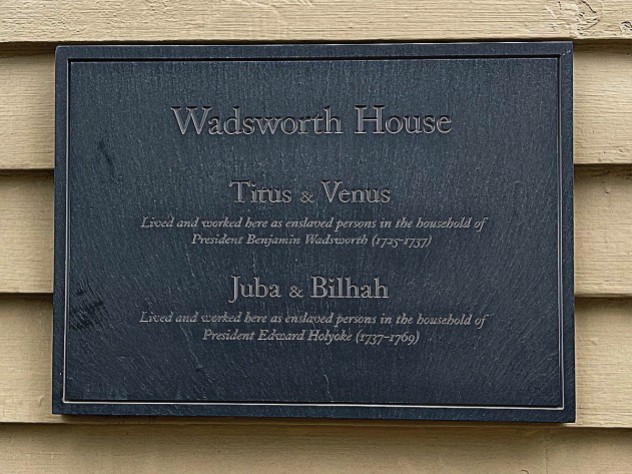 Wadsworth House
Titus & Venus
Lived and worked here as enslaved persons in the household of
President Benjamin Wadsworth (1725-1737)
Juba & Bilhah
Lived and worked here as enslaved persons in the household of
President Edward Holyoke (1737-1769)